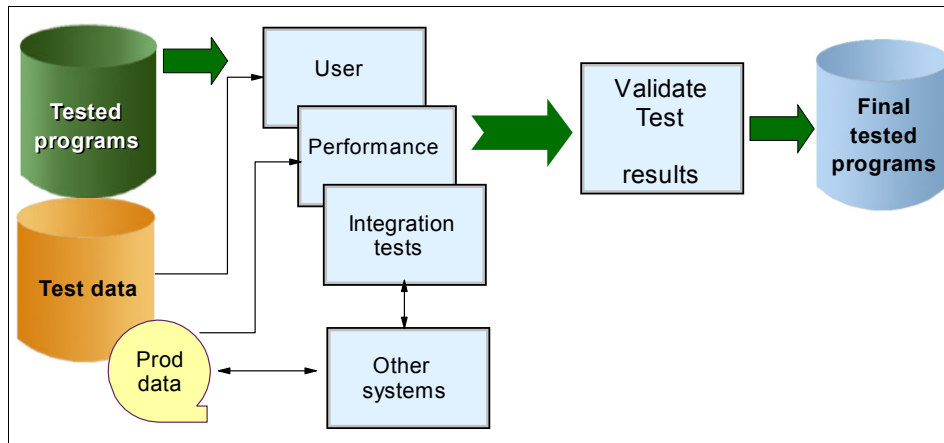 Tested
programs
Test data
Prod
data
User
Performance
Integration
tests
Other
systems
Validate
Test
results
Final
tested
programs